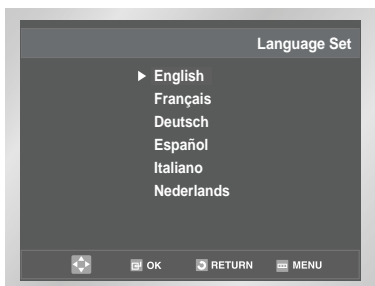 Language Set
English
Français
Deutsch
Español
Italiano
Nederlands
OK RETURN MENU